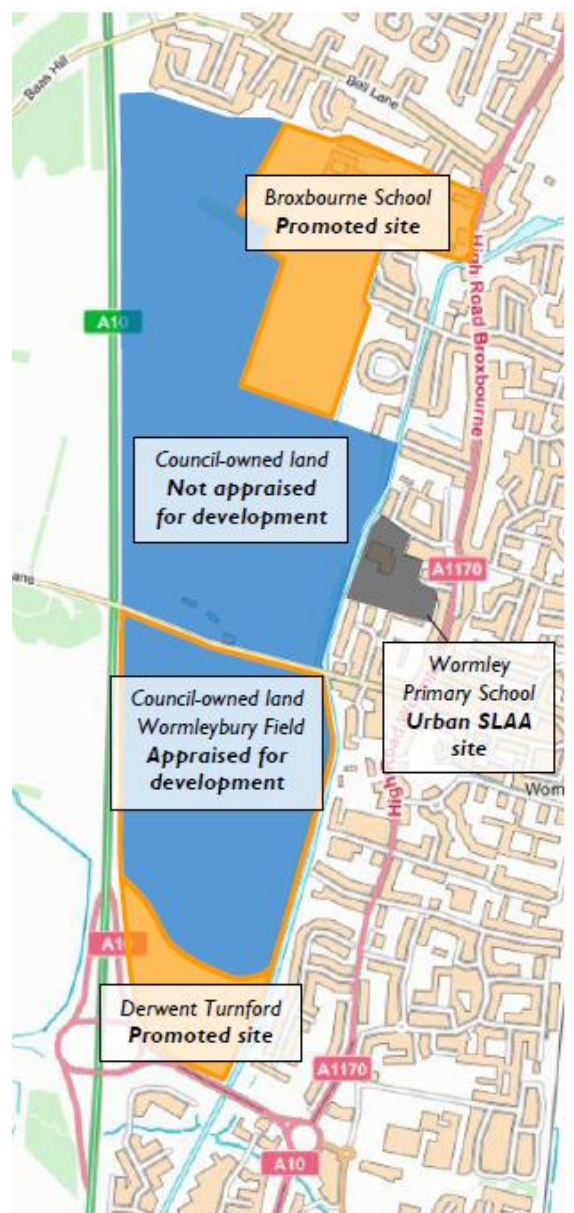 Baas Hill
Bell Lane
Broxbourne School
Promoted site
High Road Broxbourne
A10
Council-owned land
Not appraised
for development
ane
A1170
Wormley
Primary School
Urban SLAA
site
Council-owned land
Wormleybury Field
Appraised for
development
Worm
High
A10
Derwent Turnford
Promoted site
A1170
A10